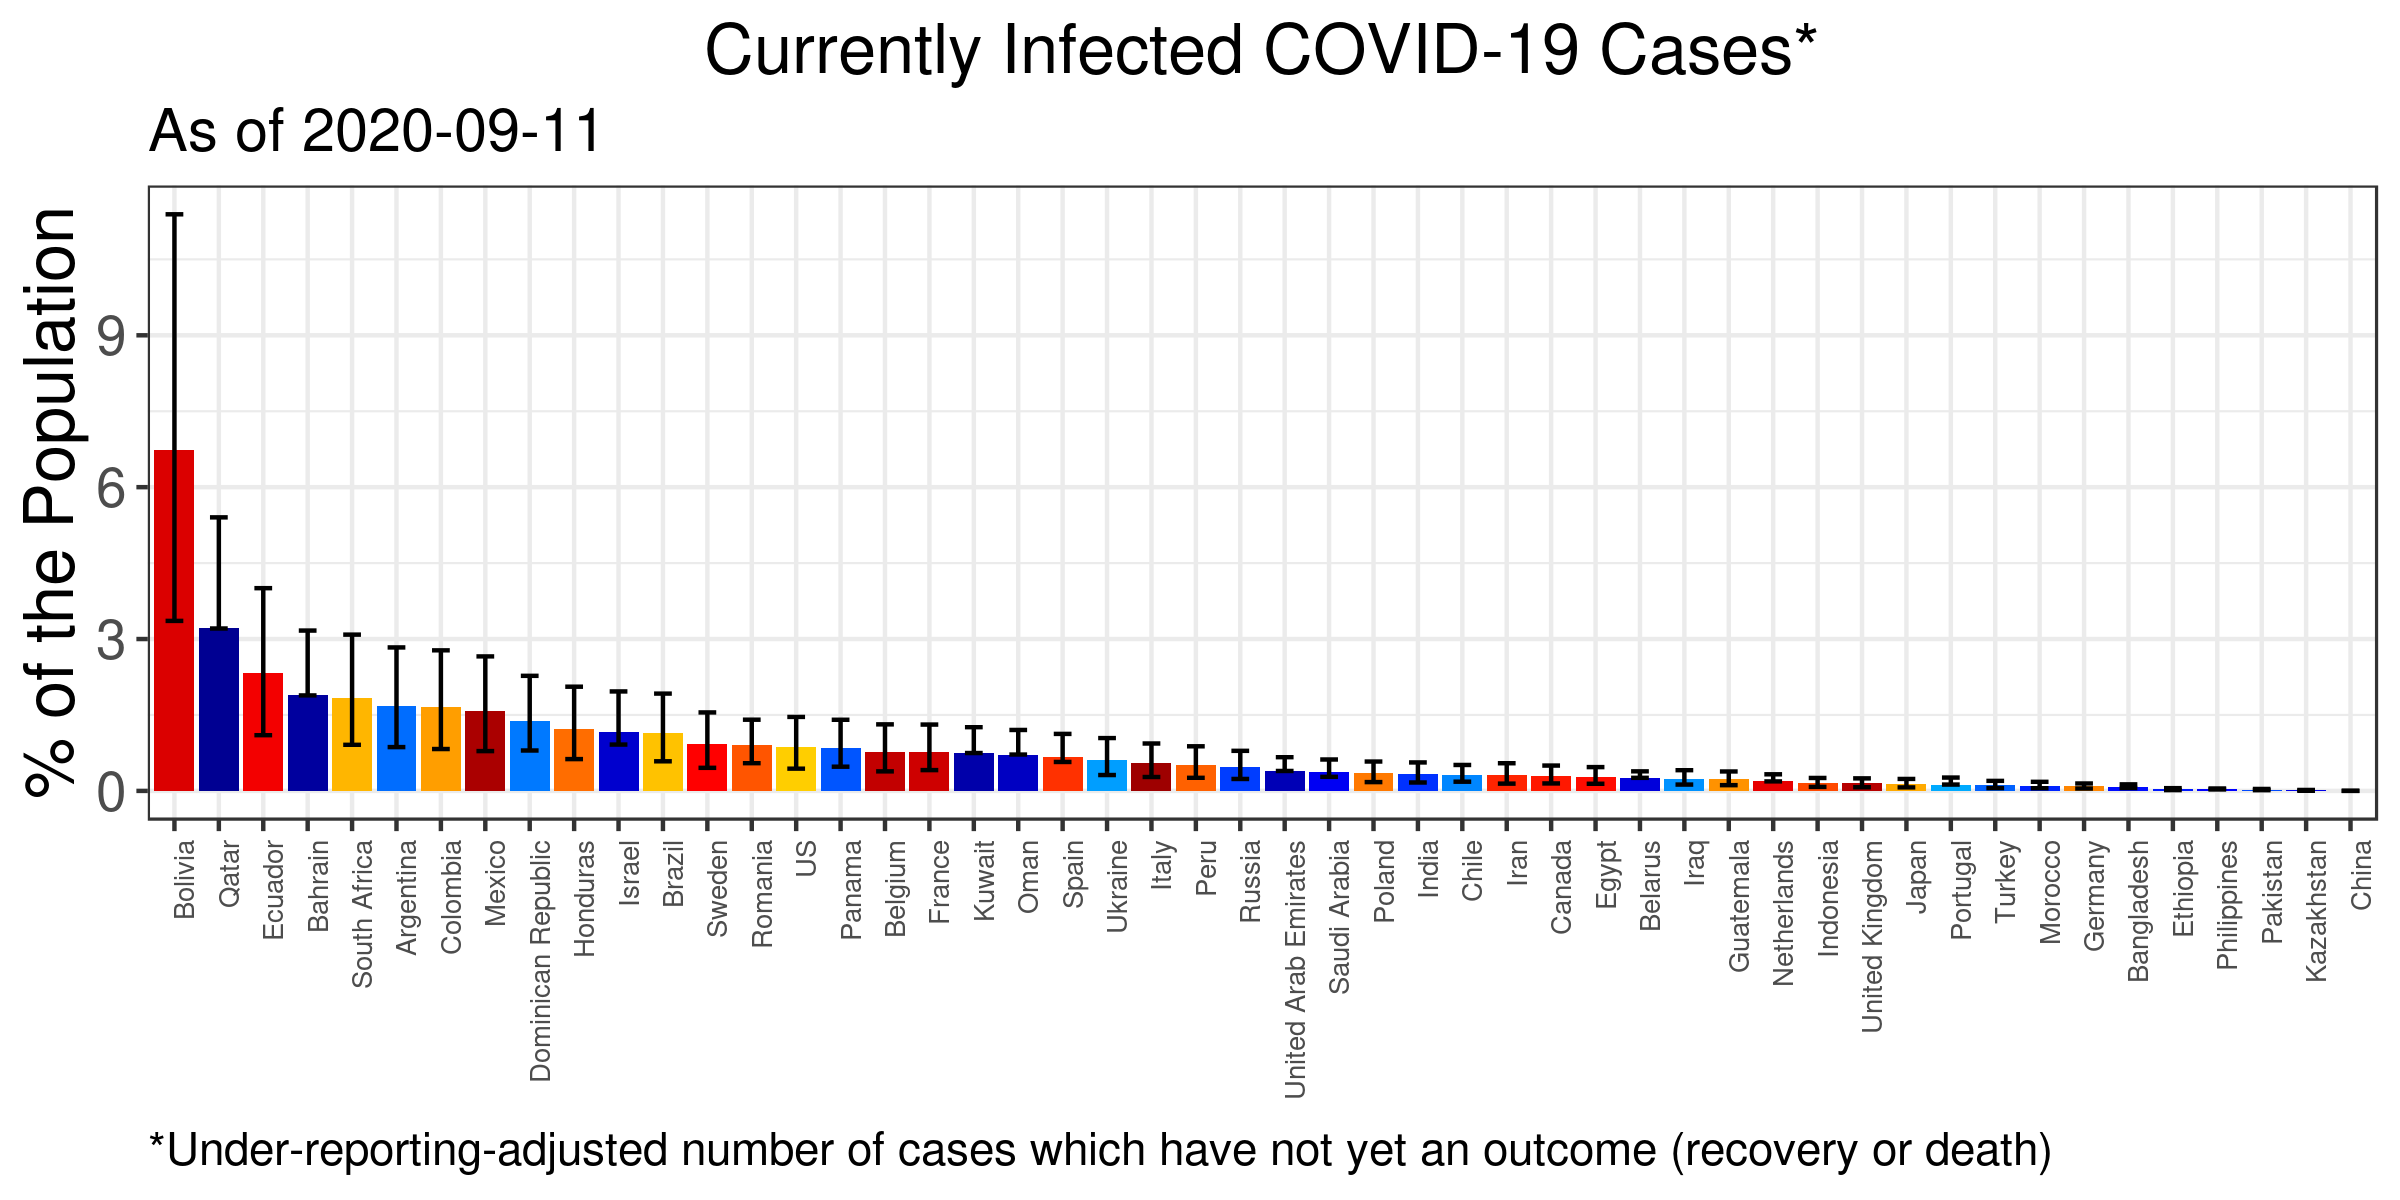 Currently Infected COVID-19 Cases*
As of 2020-09-11
% of the Population
9
6
3
0
Bolivia
Qatar
Ecuador
Bahrain
South Africa
Argentina
Colombia
Mexico
Dominican Republic
Honduras
Israel
Brazil
Sweden
Romania
US
Panama
Belgium
France
Kuwait
Oman
Spain
Ukraine
Italy
Peru
Russia
United Arab Emirates
Saudi Arabia
Poland
India
Chile
Iran
Canada
Egypt
Belarus
Iraq
Guatemala
Netherlands
Indonesia
United Kingdom
Japan
Portugal
Turkey
Morocco
Germany
Bangladesh
Ethiopia
Philippines
Pakistan
Kazakhstan
China
*Under-reporting-adjusted number of cases which have not yet an outcome (recovery or death)